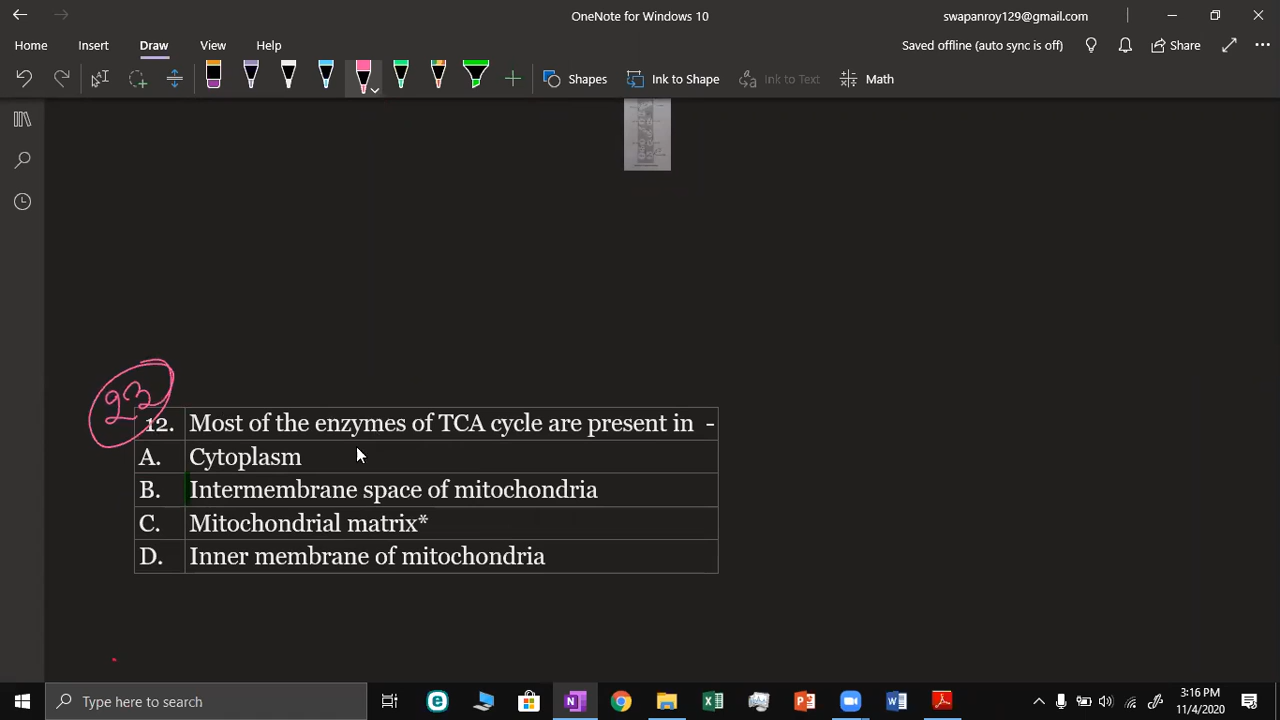 OneNote for Windows 10
swapanroy129@gmail.com
Home Insert Draw View Help
Saved offline (auto sync is off)
Share
Shapes
Ink to Shape
Ink to Text
Math
23
12. Most of the enzymes of TCA cycle are present in -
A. Cytoplasm
B. Intermembrane space of mitochondria
C. Mitochondrial matrix*
D. Inner membrane of mitochondria
Type here to search
3:16 PM
11/4/2020